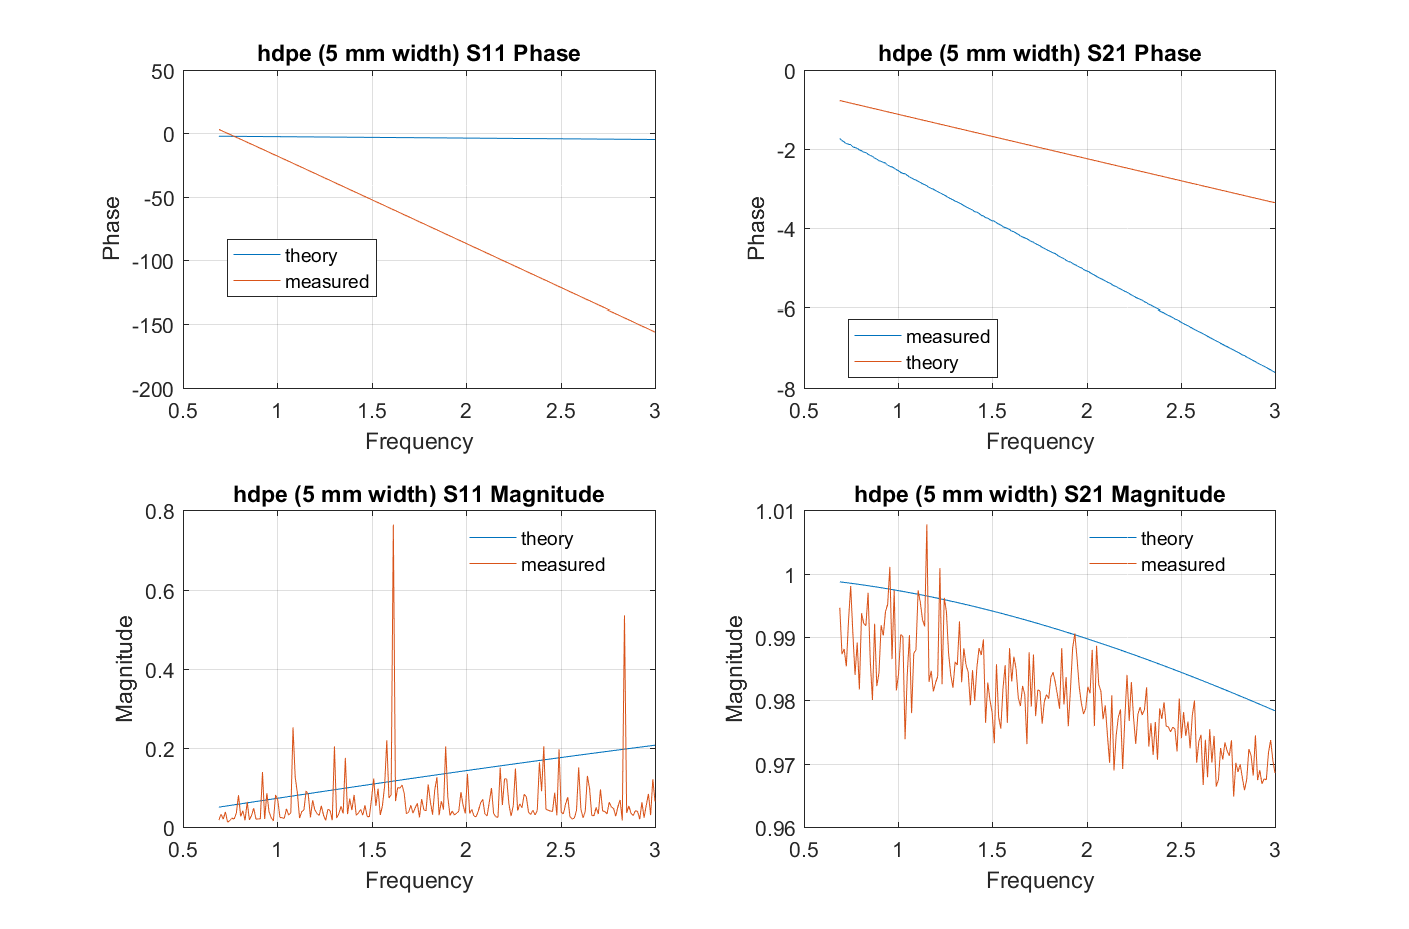 hdpe (5 mm width) S11 Phase
50
0
-50
-100
-150
-200
Phase
theory
measured
0.5 1 1.5 2 2.5 3
Frequency
hdpe (5 mm width) S21 Phase
0
-2
-4
-6
-8
Phase
measured
theory
0.5 1 1.5 2 2.5 3
Frequency
hdpe (5 mm width) S11 Magnitude
0.8
0.6
0.4
0.2
0
Magnitude
theory
measured
0.5 1 1.5 2 2.5 3
Frequency
hdpe (5 mm width) S21 Magnitude
1.01
1
0.99
0.98
0.97
0.96
Magnitude
theory
measured
0.5 1 1.5 2 2.5 3
Frequency